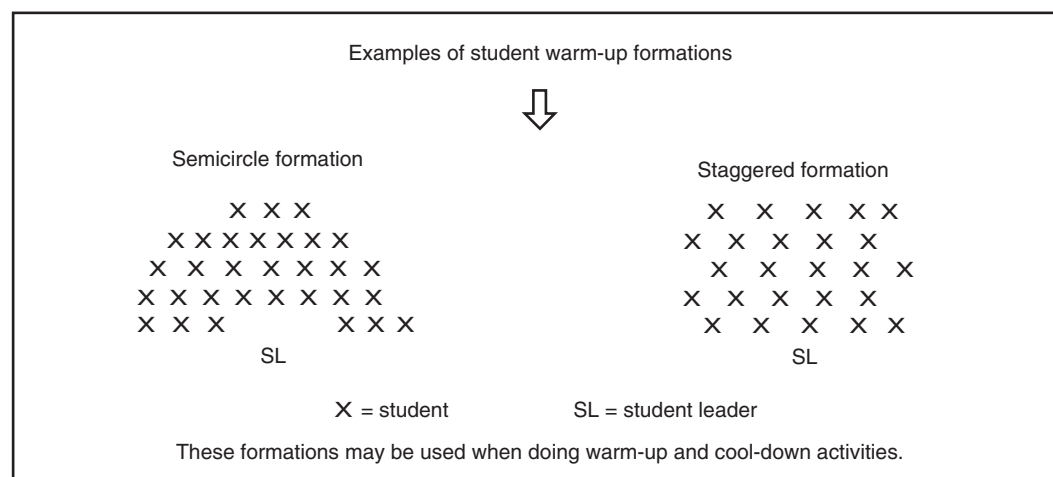 Examples of student warm-up formations
Semicircle formation
X X X
X X X X X X X
X X X X X X X
X X X X X X X X
X X X X X X
SL
Staggered formation
X X X X X
X X X X X
X X X X X
X X X X X
X X X X X
SL
X = student SL = student leader
These formations may be used when doing warm-up and cool-down activities.